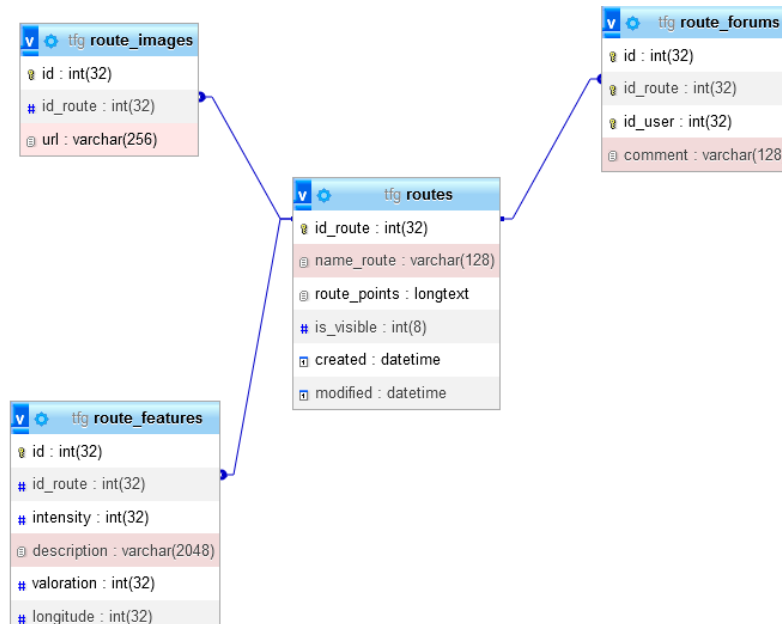 v tfg route_images
id : int(32)
# id_route : int(32)
url : varchar(256)
v tfg route_forums
id : int(32)
id_route : int(32)
id_user : int(32)
comment : varchar(128
v tfg routes
id_route : int(32)
name_route : varchar(128)
route_points : longtext
# is_visible : int(8)
created : datetime
modified : datetime
v tfg route_features
id : int(32)
# id_route : int(32)
# intensity : int(32)
description : varchar(2048)
# valoration : int(32)
# longitude : int(32)